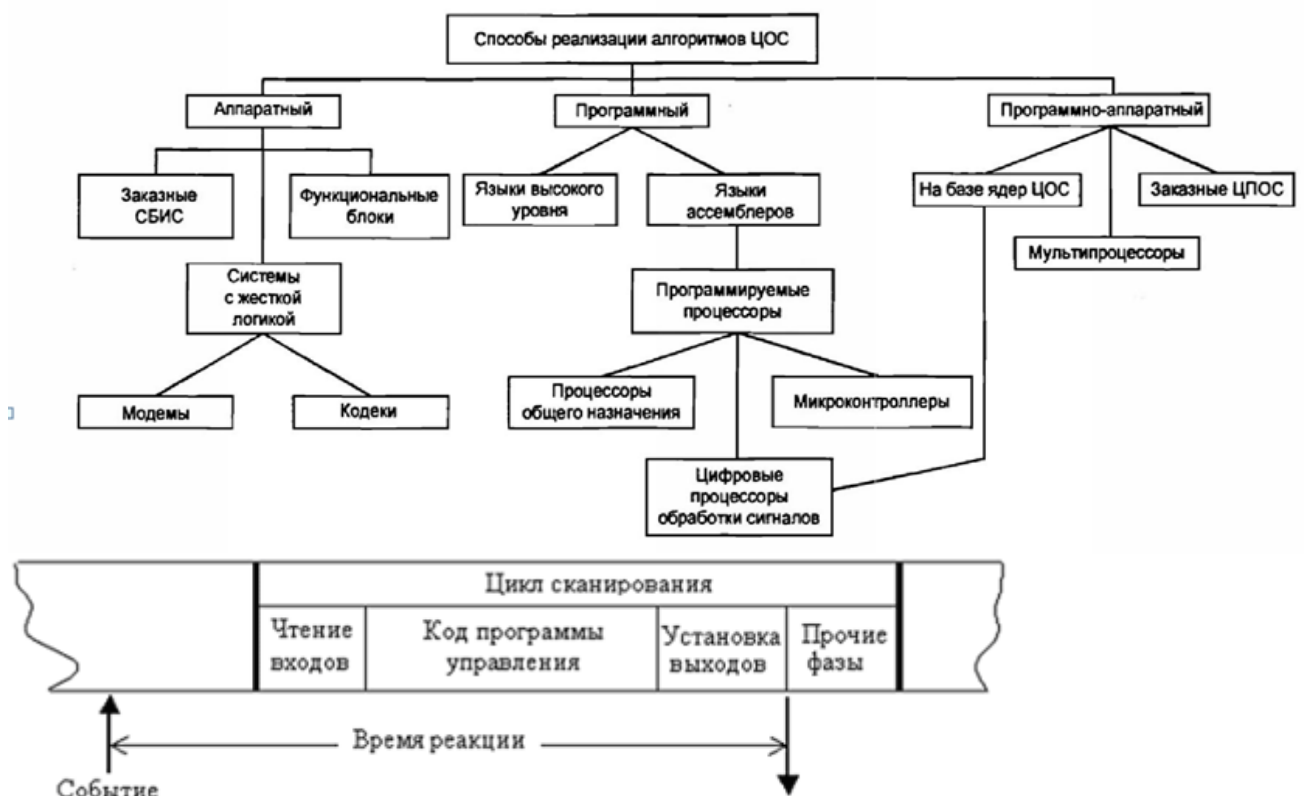 Способы реализации алгоритмов ЦОС
Аппаратный
Программный
Программно-аппаратный
Заказные
СБИС
Функциональные
блоки
Языки высокого
уровня
Языки
ассемблеров
На базе ядер ЦОС
Заказные ЦПОС
Мультипроцессоры
Системы
с жесткой
логикой
Программируемые
процессоры
Модемы
Кодеки
Процессоры
общего назначения
Микроконтроллеры
Цифровые
процессоры
обработки сигналов
Цикл сканирования
Чтение
входов
Код программы
управления
Установка
выходов
Прочие
фазы
Время реакции
Событие